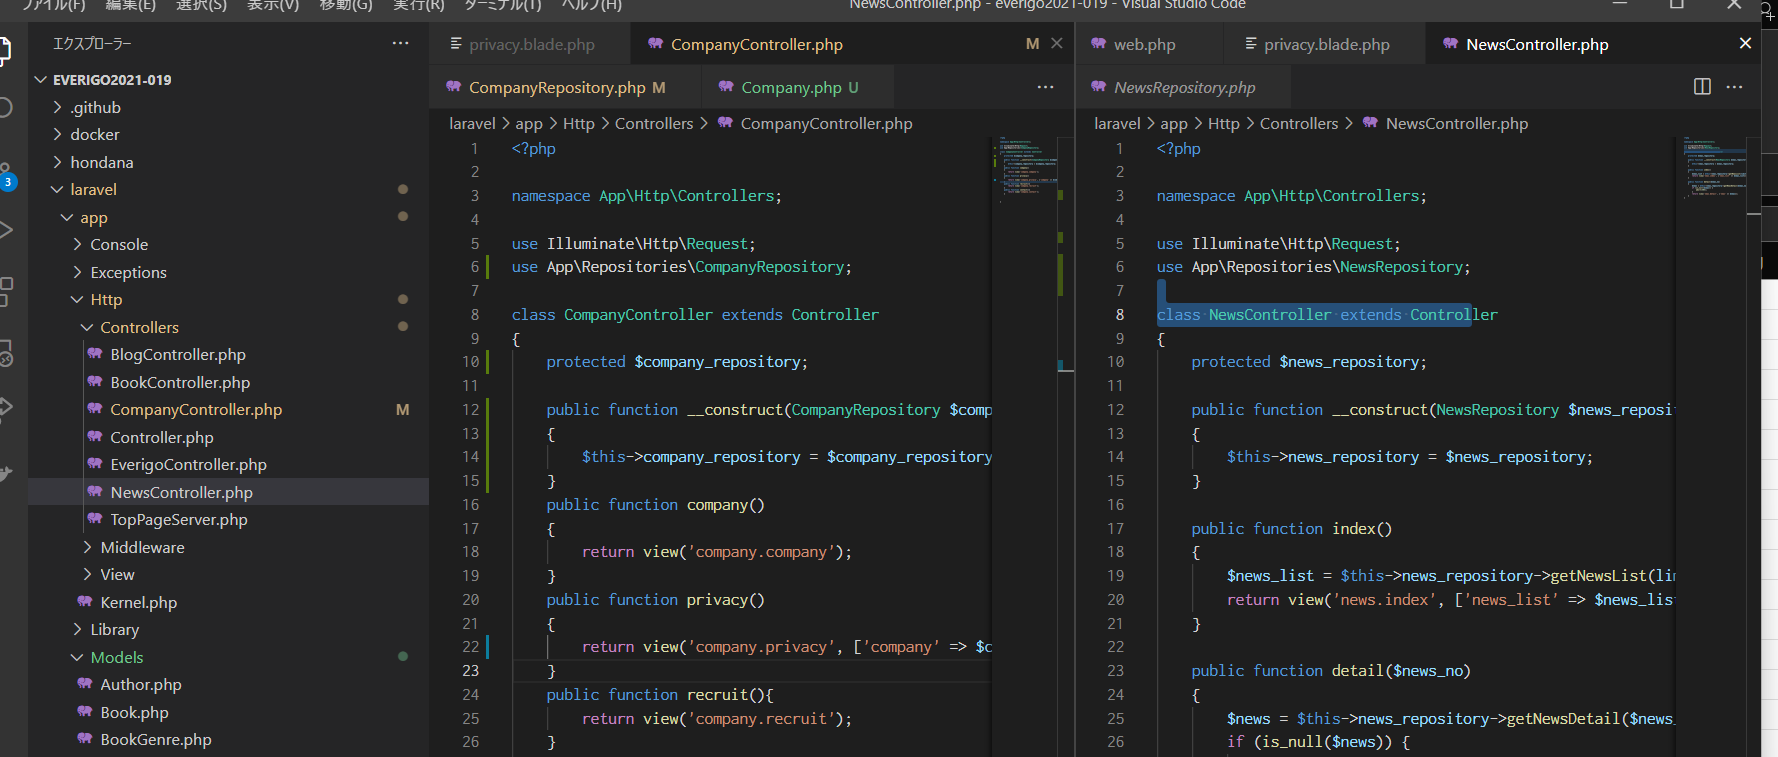 ファイル(F) 編集(E) 選択(S) 表示(V) 移動(G) 実行(R) ターミナル(T) ヘルプ(H) NewsController.php - everigo2021-019 - Visual Studio Code
エクスプローラー
EVERIGO2021-019
.github
docker
hondana
laravel
app
Console
Exceptions
Http
Controllers
BlogController.php
BookController.php
CompanyController.php M
Controller.php
EverigoController.php
NewsController.php
TopPageServer.php
Middleware
View
Kernel.php
Library
Models
Author.php
Book.php
BookGenre.php
3
privacy.blade.php CompanyController.php M
CompanyRepository.php M Company.php U
laravel > app > Http > Controllers > CompanyController.php
1 <?php
2
3 namespace App\Http\Controllers;
4
5 use Illuminate\Http\Request;
6 use App\Repositories\CompanyRepository;
7
8 class CompanyController extends Controller
9 {
10 protected $company_repository;
11
12 public function __construct(CompanyRepository $comp
13 {
14 $this->company_repository = $company_repository
15 }
16 public function company()
17 {
18 return view('company.company');
19 }
20 public function privacy()
21 {
22 return view('company.privacy', ['company' => $c
23 }
24 public function recruit(){
25 return view('company.recruit');
26 }
web.php privacy.blade.php NewsController.php
NewsRepository.php
laravel > app > Http > Controllers > NewsController.php
1 <?php
2
3 namespace App\Http\Controllers;
4
5 use Illuminate\Http\Request;
6 use App\Repositories\NewsRepository;
7
8 class NewsController extends Controller
9 {
10 protected $news_repository;
11
12 public function __construct(NewsRepository $news_reposi
13 {
14 $this->news_repository = $news_repository;
15 }
16
17 public function index()
18 {
19 $news_list = $this->news_repository->getNewsList(li
20 return view('news.index', ['news_list' => $news_lis
21 }
22
23 public function detail($news_no)
24 {
25 $news = $this->news_repository->getNewsDetail($news_
26 if (is_null($news)) {